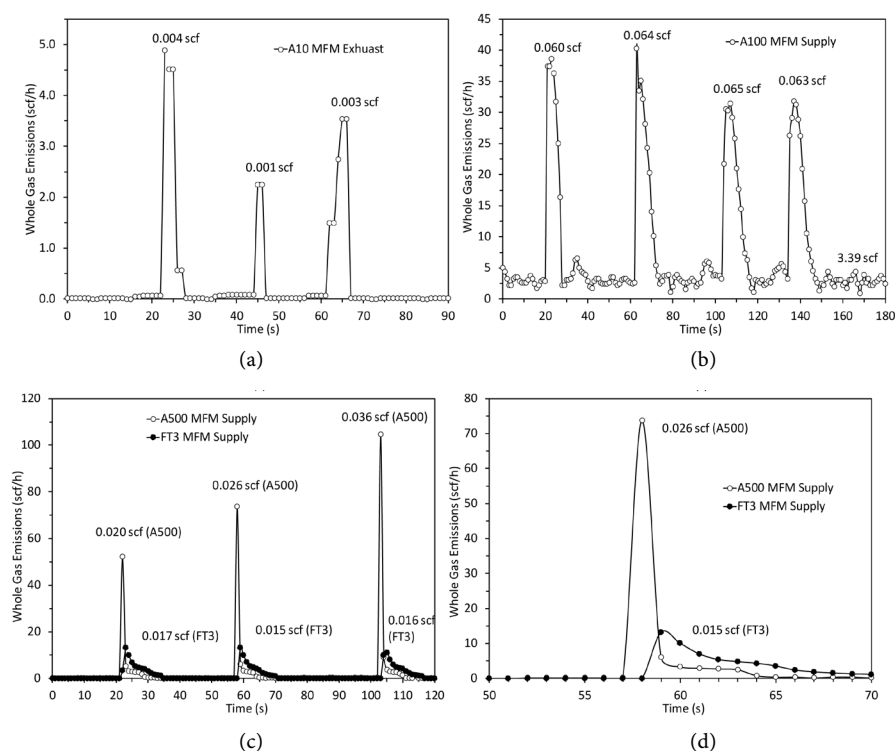 5.0
4.0
3.0
2.0
1.0
0.0
Whole Gas Emissions (scf/h)
0.004 scf
A10 MFM Exhuast
0.003 scf
0.001 scf
0 10 20 30 40 50 60 70 80 90
Time (s)
(a)
45
40
35
30
25
20
15
10
5
0
Whole Gas Emissions (scf/h)
0.060 scf
0.064 scf
A100 MFM Supply
0.065 scf
0.063 scf
3.39 scf
0 20 40 60 80 100 120 140 160 180
Time (s)
(b)
120
100
80
60
40
20
0
Whole Gas Emissions (scf/h)
A500 MFM Supply
FT3 MFM Supply
0.036 scf (A500)
0.026 scf (A500)
0.020 scf (A500)
0.017 scf (FT3)
0.015 scf (FT3)
0.016 scf
(FT3)
0 10 20 30 40 50 60 70 80 90 100 110 120
Time (s)
(c)
80
70
60
50
40
30
20
10
0
Whole Gas Emissions (scf/h)
0.026 scf (A500)
A500 MFM Supply
FT3 MFM Supply
0.015 scf (FT3)
50 55 60 65 70
Time (s)
(d)